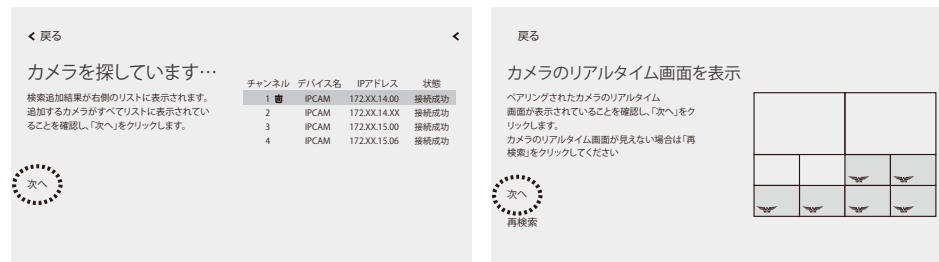 戻る
カメラを探しています…
検索追加結果が右側のリストに表示されます。
追加するカメラがすべてリストに表示されてい
ることを確認し、「次へ」をクリックします。
次へ
チャンネル デバイス名 IPアドレス 状態
1 IPCAM 172.XX.14.00 接続成功
2 IPCAM 172.XX.14.XX 接続成功
3 IPCAM 172.XX.15.00 接続成功
4 IPCAM 172.XX.15.06 接続成功
戻る
カメラのリアルタイム画面を表示
ペアリングされたカメラのリアルタイム
画面が表示されていることを確認し、「次へ」をク
リックします。
カメラのリアルタイム画面が見えない場合は「再
検索」をクリックしてください
次へ
再検索